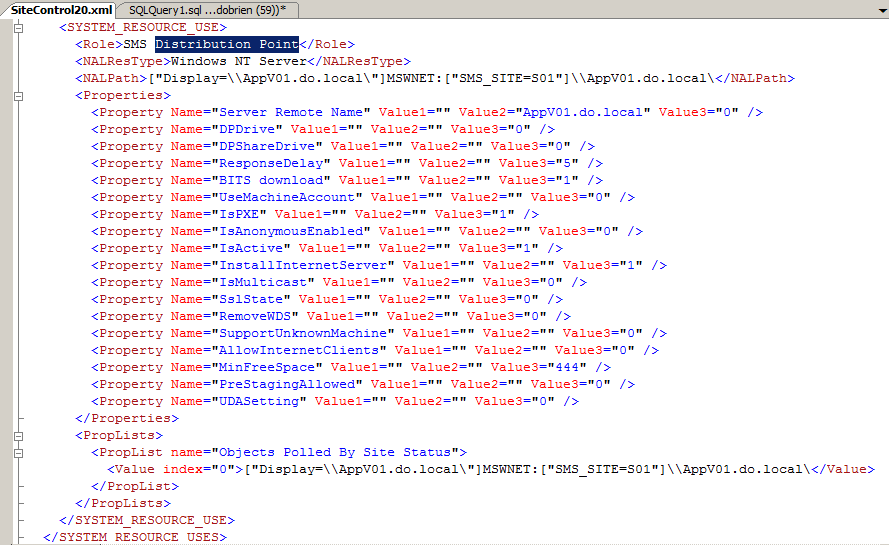 SiteControl20.xml SQLQuery1.sql ...dobrien (59))*
<SYSTEM_RESOURCE_USE>
<Role>SMS Distribution Point</Role>
<NALResType>Windows NT Server</NALResType>
<NALPath>["Display=\\AppV01.do.local\"]MSWNET:["SMS_SITE=S01"]\\AppV01.do.local\</NALPath>
<Properties>
<Property Name="Server Remote Name" Value1="" Value2="AppV01.do.local" Value3="0" />
<Property Name="DPDrive" Value1="" Value2="" Value3="0" />
<Property Name="DPShareDrive" Value1="" Value2="" Value3="0" />
<Property Name="ResponseDelay" Value1="" Value2="" Value3="5" />
<Property Name="BITS download" Value1="" Value2="" Value3="1" />
<Property Name="UseMachineAccount" Value1="" Value2="" Value3="0" />
<Property Name="IsPXE" Value1="" Value2="" Value3="1" />
<Property Name="IsAnonymousEnabled" Value1="" Value2="" Value3="0" />
<Property Name="IsActive" Value1="" Value2="" Value3="1" />
<Property Name="InstallInternetServer" Value1="" Value2="" Value3="1" />
<Property Name="IsMulticast" Value1="" Value2="" Value3="0" />
<Property Name="SslState" Value1="" Value2="" Value3="0" />
<Property Name="RemoveWDS" Value1="" Value2="" Value3="0" />
<Property Name="SupportUnknownMachine" Value1="" Value2="" Value3="0" />
<Property Name="AllowInternetClients" Value1="" Value2="" Value3="0" />
<Property Name="MinFreeSpace" Value1="" Value2="" Value3="444" />
<Property Name="PreStagingAllowed" Value1="" Value2="" Value3="0" />
<Property Name="UDASetting" Value1="" Value2="" Value3="0" />
</Properties>
<PropLists>
<PropList name="Objects Polled By Site Status">
<Value index="0">["Display=\\AppV01.do.local\"]MSWNET:["SMS_SITE=S01"]\\AppV01.do.local\</Value>
</PropList>
</PropLists>
</SYSTEM_RESOURCE_USE>
</SYSTEM_RESOURCE_USES>